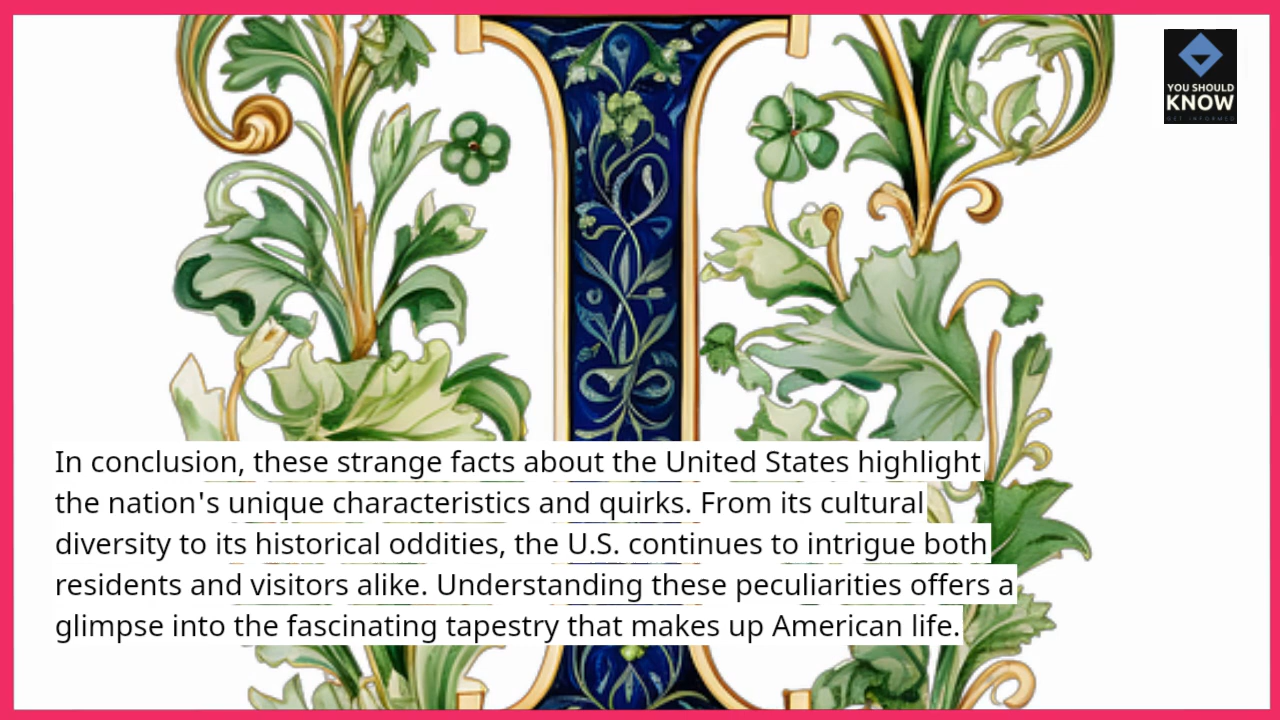 YOU SHOULD
KNOW
GET INFORMED
In conclusion, these strange facts about the United States highlight
the nation's unique characteristics and quirks. From its cultural
diversity to its historical oddities, the U.S. continues to intrigue both
residents and visitors alike. Understanding these peculiarities offers a
glimpse into the fascinating tapestry that makes up American life.